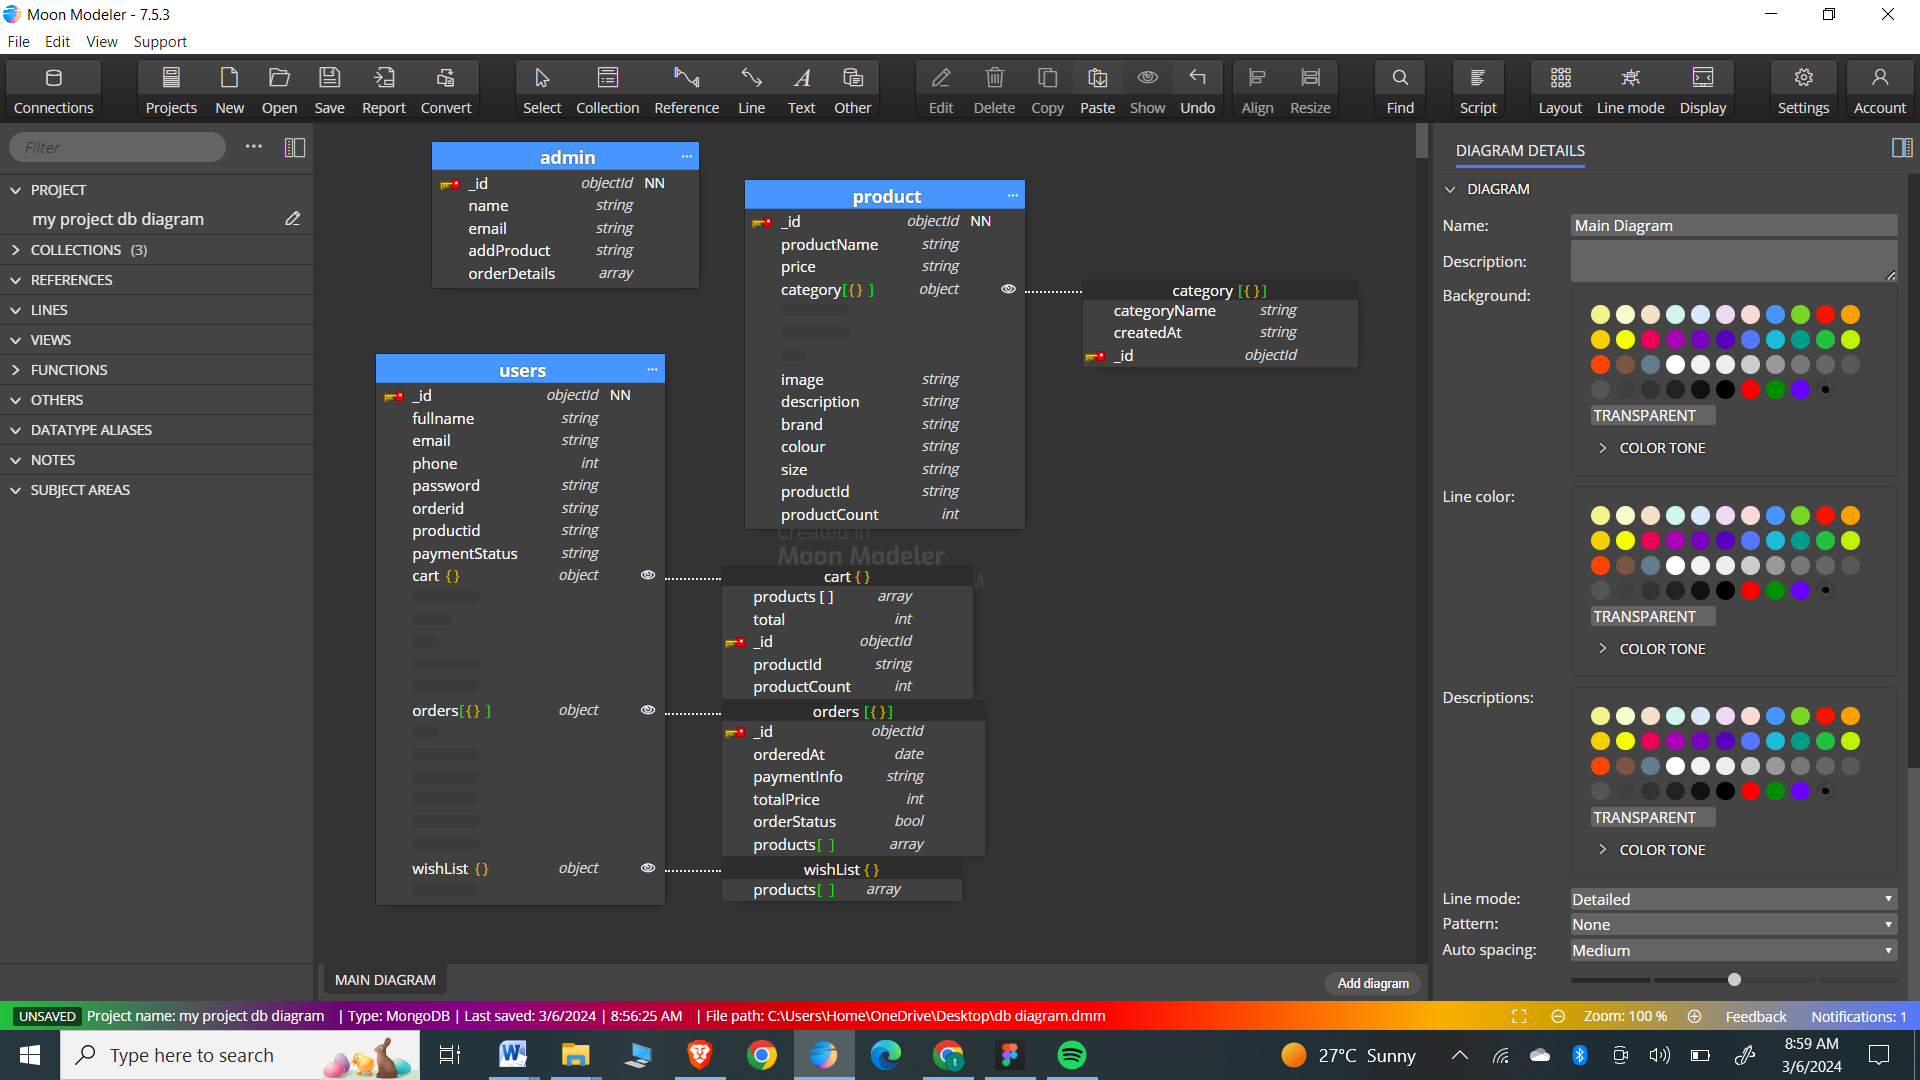 Moon Modeler - 7.5.3
File Edit View Support
Connections Projects New Open Save Report Convert Select Collection Reference Line Text Other Edit Delete Copy Paste Show Undo Align Resize Find Script Layout Line mode Display Settings Account
Filter
PROJECT
my project db diagram
COLLECTIONS (3)
REFERENCES
LINES
VIEWS
FUNCTIONS
OTHERS
DATATYPE ALIASES
NOTES
SUBJECT AREAS
admin
_id objectId NN
name string
email string
addProduct string
orderDetails array
product
_id objectId NN
productName string
price string
category[{} ] object
image string
description string
brand string
colour string
size string
productId string
productCount int
category [{}]
categoryName string
createdAt string
_id objectId
users
_id objectId NN
fullname string
email string
phone int
password string
orderid string
productid string
paymentStatus string
cart {} object
orders[{} ] object
wishList {} object
Created in
Moon Modeler
M
cart {}
products [ ] array
total int
_id objectId
productId string
productCount int
orders [{}]
_id objectId
orderedAt date
paymentInfo string
totalPrice int
orderStatus bool
products[ ] array
wishList {}
products[ ] array
MAIN DIAGRAM
Add diagram
DIAGRAM DETAILS
DIAGRAM
Name: Main Diagram
Description:
Background:
TRANSPARENT
COLOR TONE
Line color:
TRANSPARENT
COLOR TONE
Descriptions:
TRANSPARENT
COLOR TONE
Line mode: Detailed
Pattern: None
Auto spacing: Medium
UNSAVED Project name: my project db diagram | Type: MongoDB | Last saved: 3/6/2024 | 8:56:25 AM | File path: C:\Users\Home\OneDrive\Desktop\db diagram.dmm Zoom: 100 % Feedback Notifications: 1
Type here to search
27°C Sunny
8:59 AM
3/6/2024